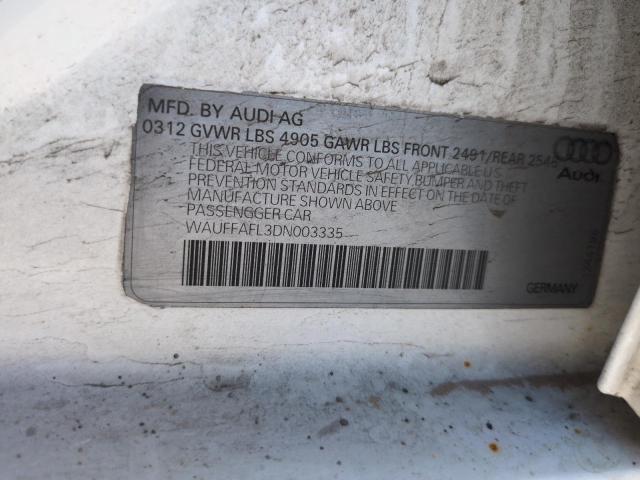 MFD. BY AUDI AG
0312 GVWR LBS 4905 GAWR LBS FRONT 2491/REAR
THIS VEHICLE CONFORMS TO ALL APPLICABLE U.S.
FEDERAL MOTOR VEHICLE SAFETY, BUMPER AND THEFT
PREVENTION STANDARDS IN EFFECT ON THE DATE OF
MANUFACTURE SHOWN ABOVE
PASSENGGER CAR
WAUFFAFL3DN003335
Audi
GERMANY